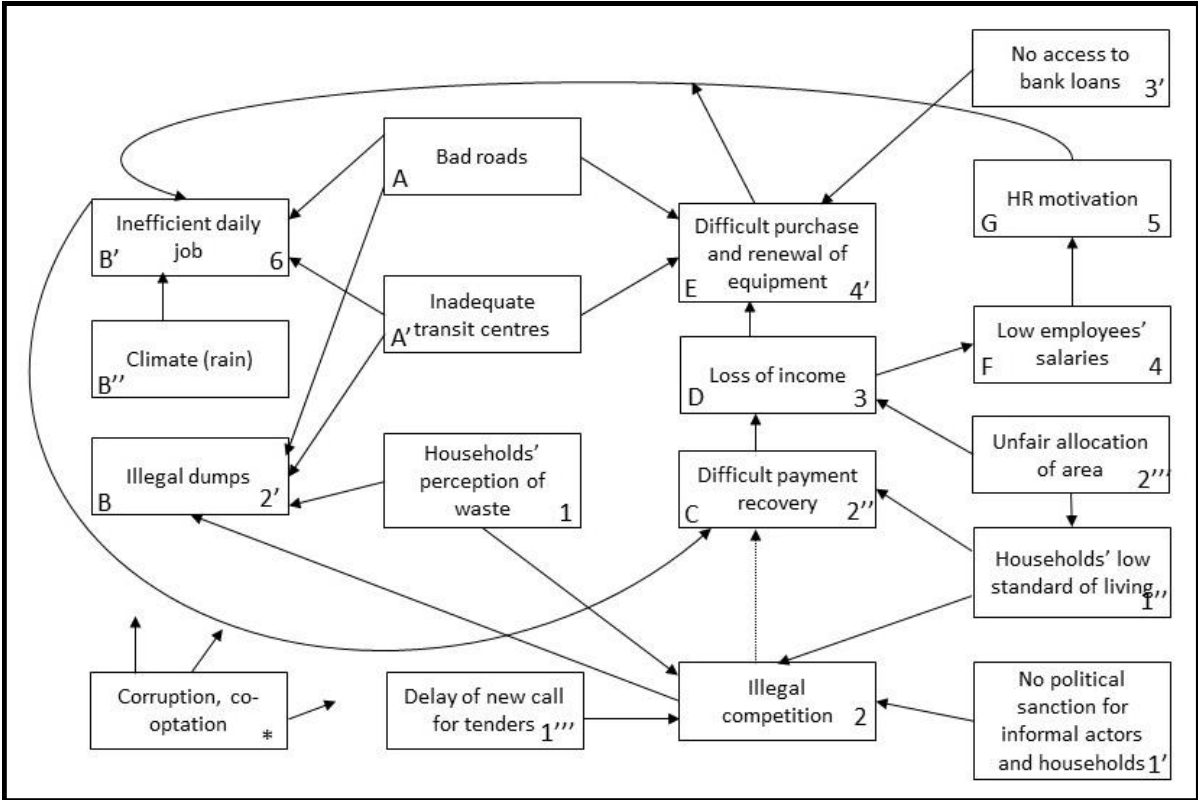 No access to
bank loans
3'
Bad roads
A
HR motivation
G
5
Inefficient daily
job
B'
6
Difficult purchase
and renewal of
equipment
E
4'
Inadequate
transit centres
A'
Climate (rain)
B''
Low employees'
salaries
F
4
Loss of income
D
3
Unfair allocation
of area
2'''
Illegal dumps
B
2'
Households'
perception of
waste
1
Difficult payment
recovery
C
2''
Households' low
standard of living
1''
Corruption, co-
optation
*
Delay of new call
for tenders
1'''
Illegal
competition
2
No political
sanction for
informal actors
and households
1'